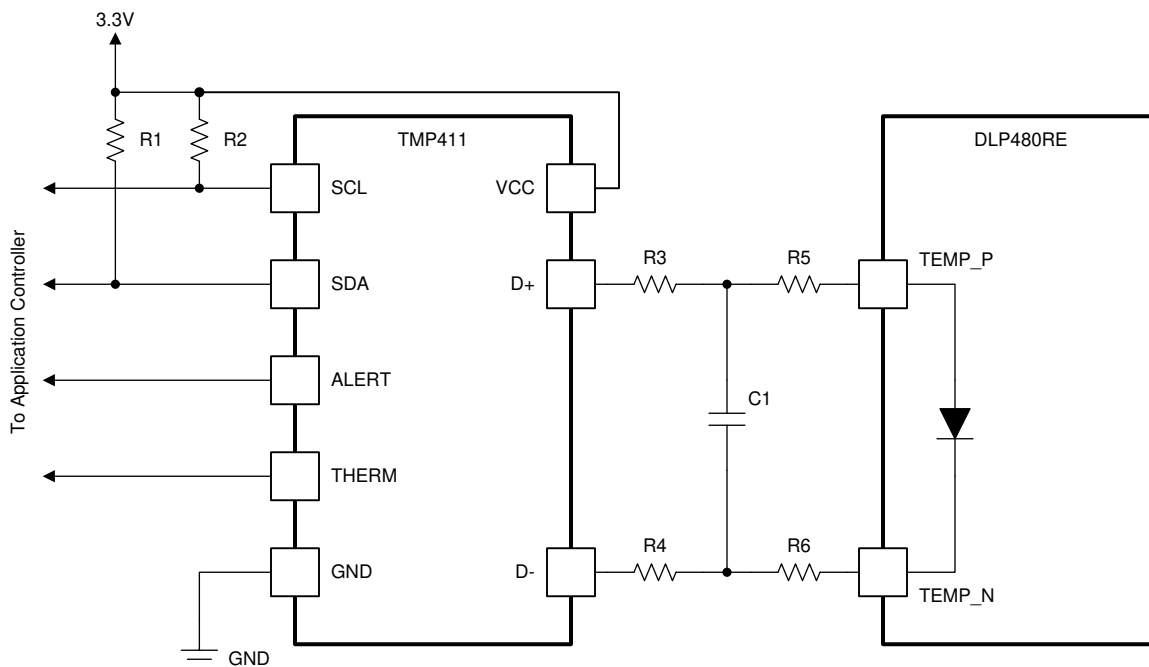 3.3V
R1
R2
TMP411
DLP480RE
SCL
VCC
R3
R5
TEMP_P
SDA
D+
To Application Controller
ALERT
C1
THERM
R4
R6
GND
D-
TEMP_N
GND